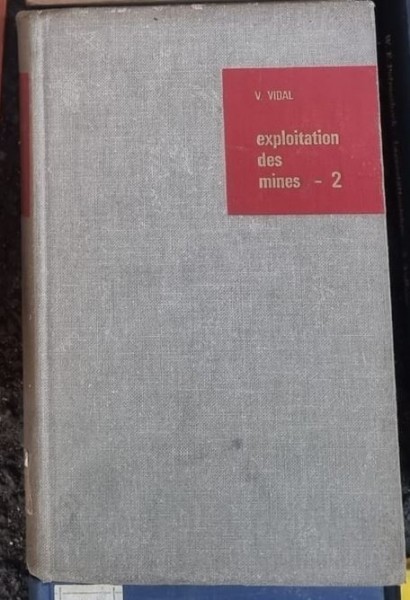 V VIDAL
exploitation
des
mines - 2